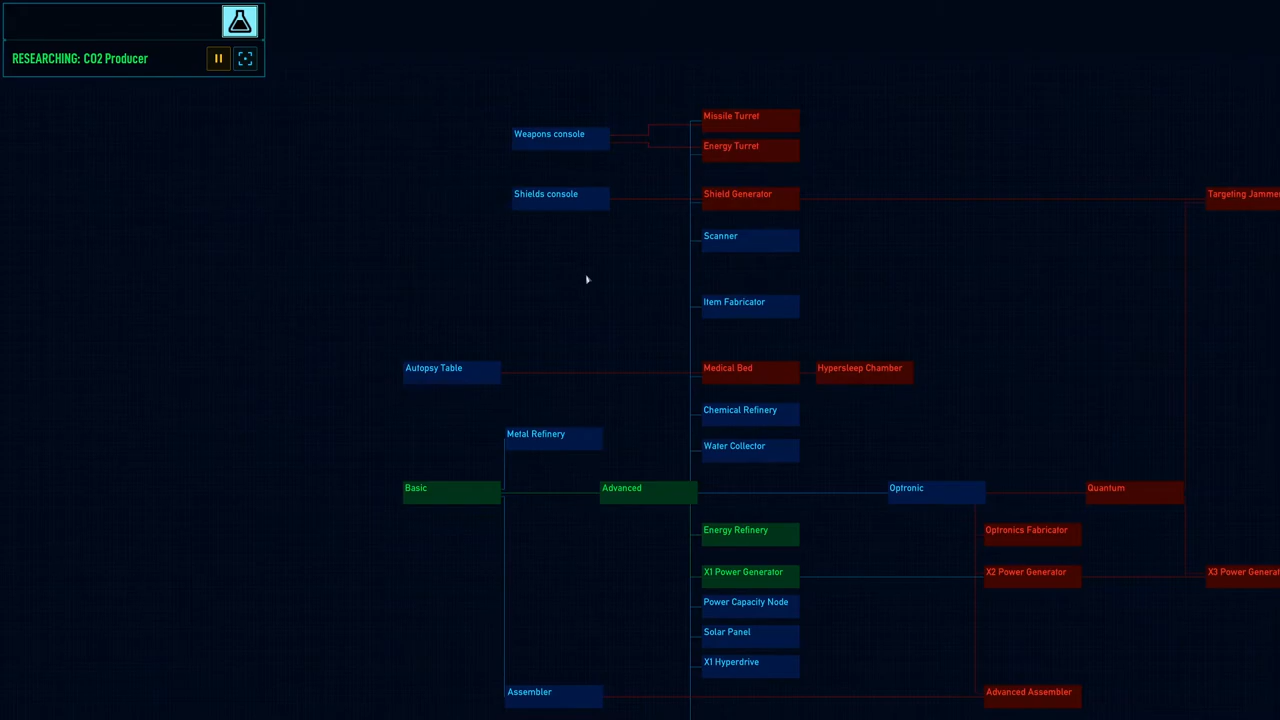 RESEARCHING: CO2 Producer
Missile Turret
Weapons console
Energy Turret
Shields console
Shield Generator
Targeting Jammer
Scanner
Item Fabricator
Autopsy Table
Medical Bed
Hypersleep Chamber
Chemical Refinery
Metal Refinery
Water Collector
Basic
Advanced
Optronic
Quantum
Energy Refinery
Optronics Fabricator
X1 Power Generator
X2 Power Generator
X3 Power Generat
Power Capacity Node
Solar Panel
X1 Hyperdrive
Assembler
Advanced Assembler